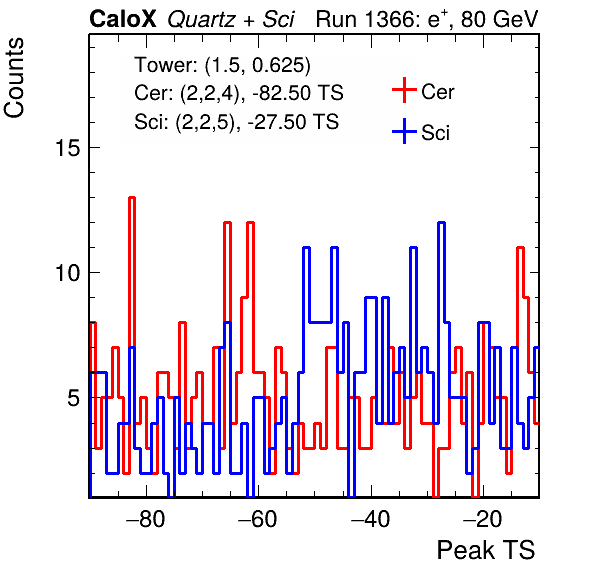 CaloX Quartz + Sci Run 1366: e+, 80 GeV
Counts
Tower: (1.5, 0.625)
Cer: (2,2,4), -82.50 TS
Sci: (2,2,5), -27.50 TS
Cer
Sci
15
10
5
−80 −60 −40 −20
Peak TS